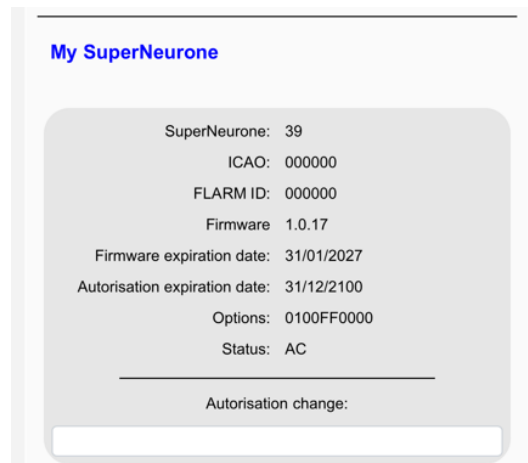 My SuperNeurone
SuperNeurone: 39
ICAO: 000000
FLARM ID: 000000
Firmware 1.0.17
Firmware expiration date: 31/01/2027
Autorisation expiration date: 31/12/2100
Options: 0100FF0000
Status: AC
Autorisation change: